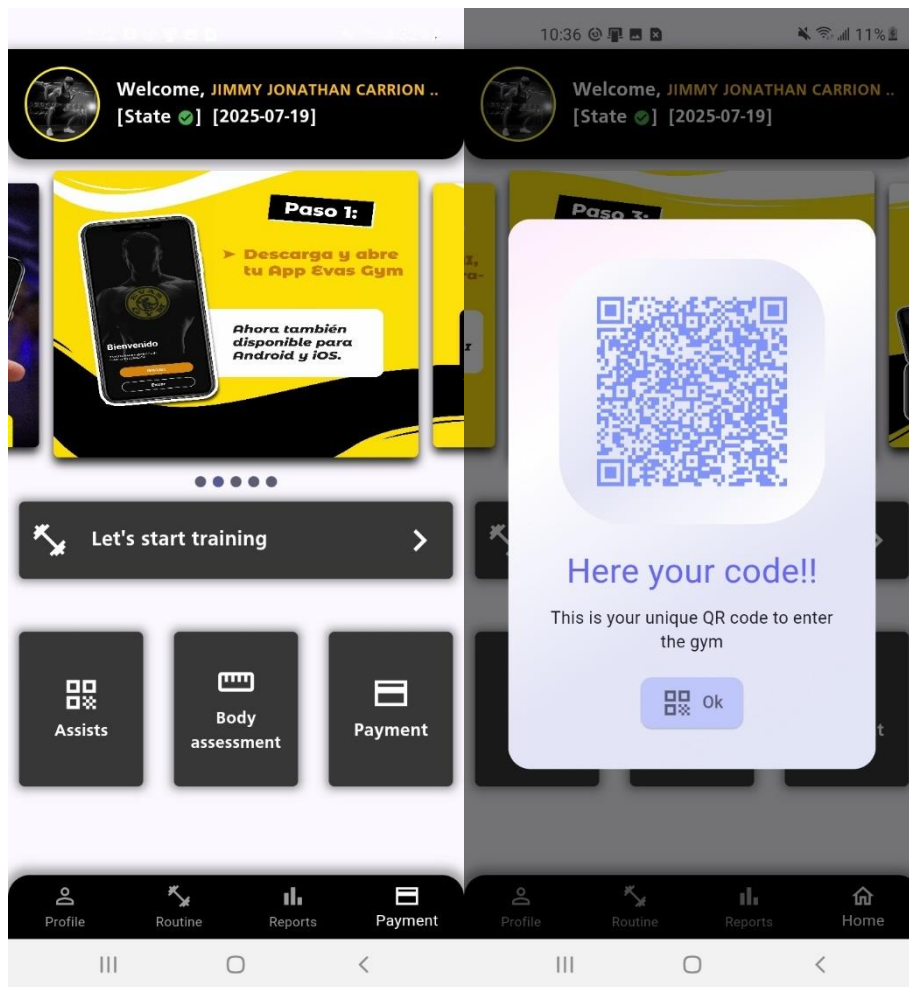 Welcome, JIMMY JONATHAN CARRION ..
[State ] [2025-07-19]
Paso 1:
➤ Descarga y abre
tu App Evas Gym
Ahora también
disponible para
Android y iOS.
Bienvenido
Let's start training
Assists
Body
assessment
Payment
Profile
Routine
Reports
Payment
10:36
11%
Welcome, JIMMY JONATHAN CARRION ..
[State ] [2025-07-19]
Paso 3:
Here your code!!
This is your unique QR code to enter
the gym
Ok
t
Profile
Routine
Reports
Home